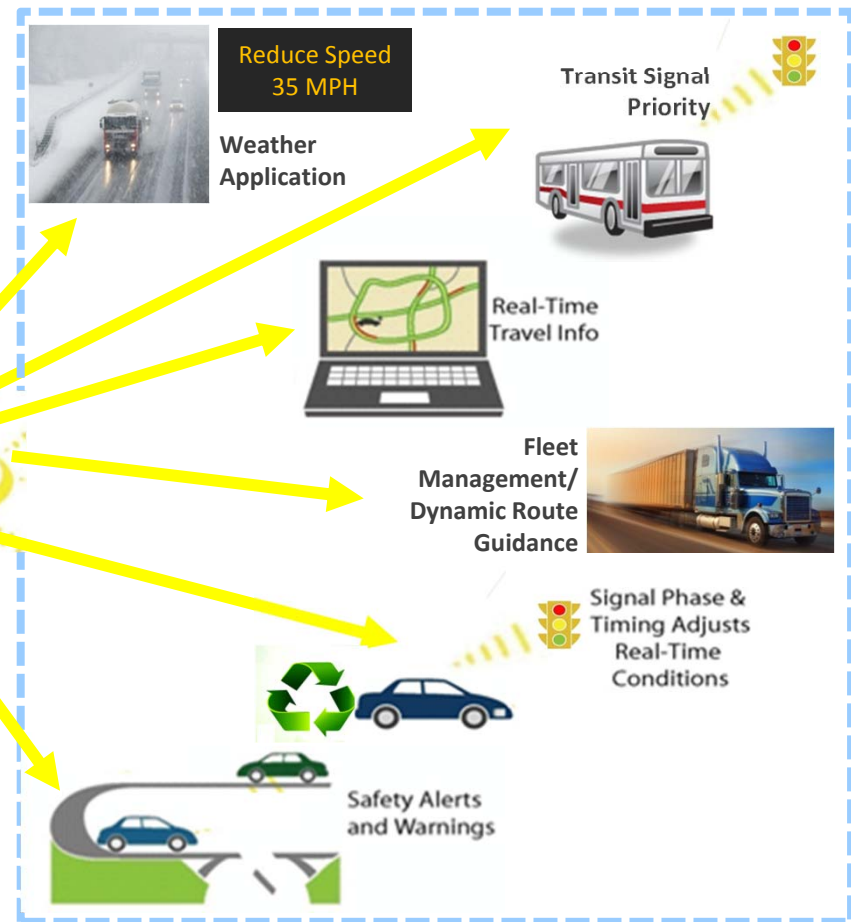 Reduce Speed
35 MPH
Weather
Application
Transit Signal
Priority
Real-Time
Travel Info
Fleet
Management/
Dynamic Route
Guidance
Signal Phase &
Timing Adjusts
Real-Time
Conditions
Safety Alerts
and Warnings